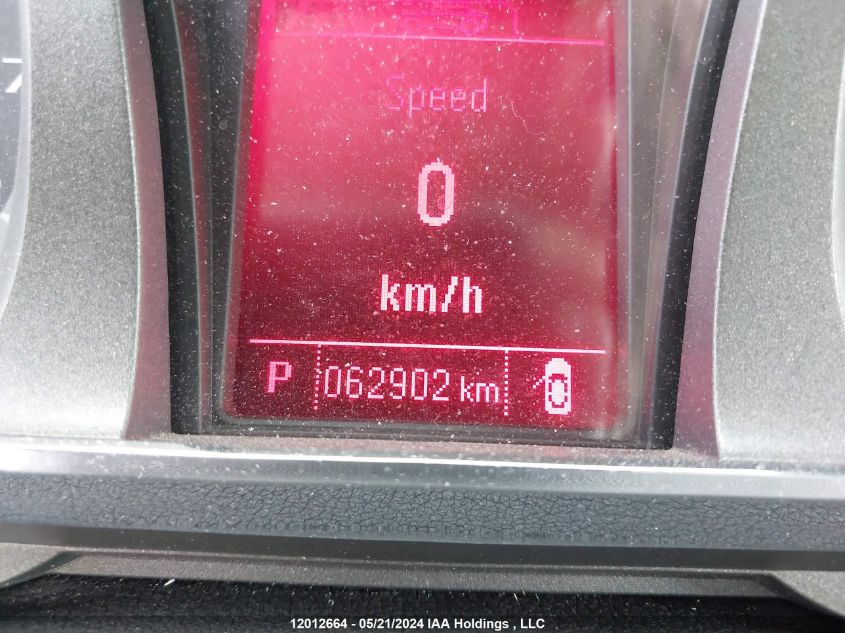 Speed
0
km/h
P 062902 km
12012664 - 05/21/2024 IAA Holdings , LLC